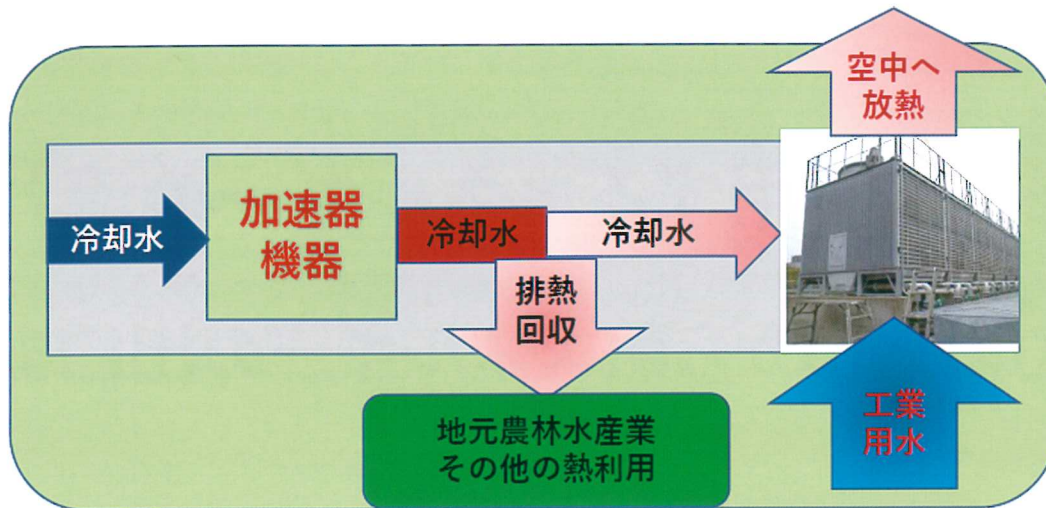 空中へ
放熱
冷却水
加速器
機器
冷却水
冷却水
排熱
回収
地元農林水産業
その他の熱利用
工業
用水